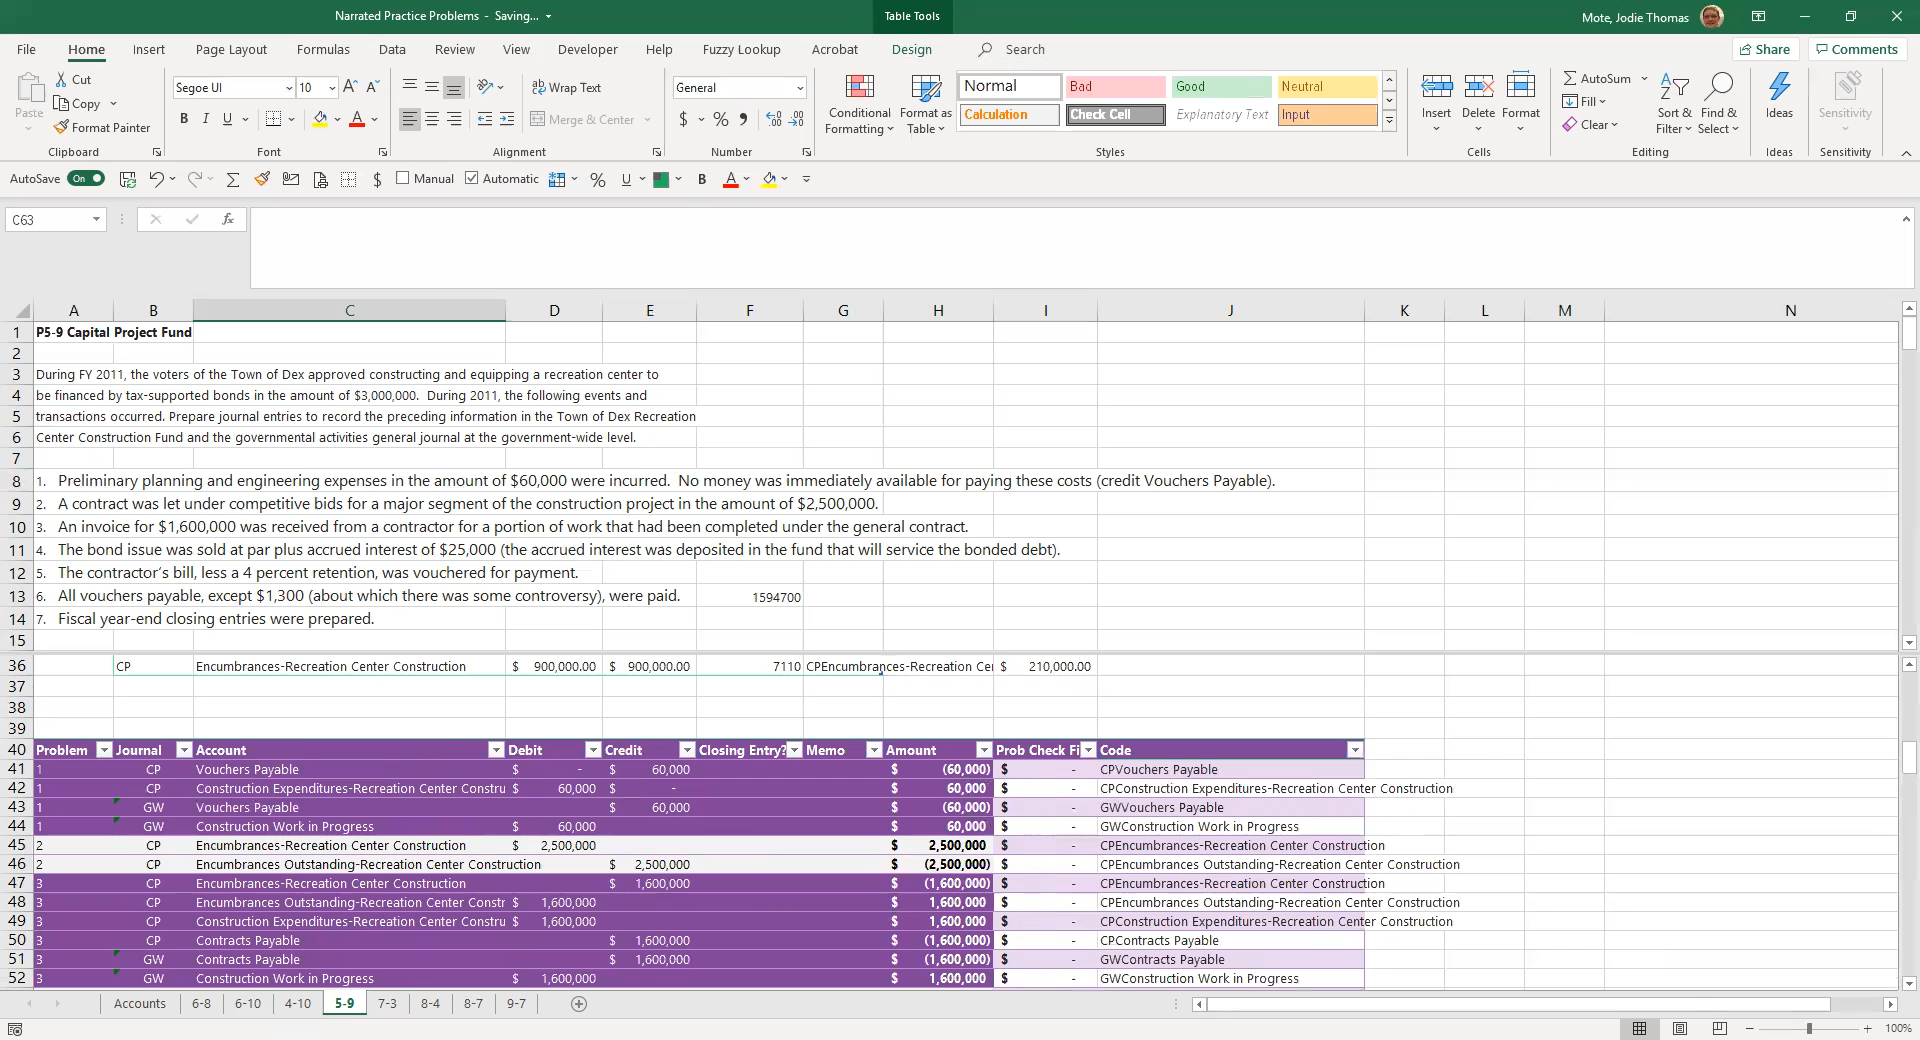 Narrated Practice Problems - Saving...
Table Tools
Mote, Jodie Thomas
File Home Insert Page Layout Formulas Data Review View Developer Help Fuzzy Lookup Acrobat Design Search Share Comments
Cut
Copy
Format Painter
Paste
Clipboard
Segoe UI 10
B I U
Font
Wrap Text
Merge & Center
Alignment
General
$ % 9
Number
Conditional Formatting
Format as Table
Normal Bad Good Neutral
Calculation Check Cell Explanatory Text Input
Styles
Insert Delete Format
Cells
AutoSum
Fill
Clear
Sort & Filter
Find & Select
Editing
Ideas
Ideas
Sensitivity
Sensitivity
AutoSave On Manual Automatic
C63
fx
A B C D E F G H I J K L M N
1 P5-9 Capital Project Fund
2
3 During FY 2011, the voters of the Town of Dex approved constructing and equipping a recreation center to
4 be financed by tax-supported bonds in the amount of $3,000,000. During 2011, the following events and
5 transactions occurred. Prepare journal entries to record the preceding information in the Town of Dex Recreation
6 Center Construction Fund and the governmental activities general journal at the government-wide level.
7
8 1. Preliminary planning and engineering expenses in the amount of $60,000 were incurred. No money was immediately available for paying these costs (credit Vouchers Payable).
9 2. A contract was let under competitive bids for a major segment of the construction project in the amount of $2,500,000.
10 3. An invoice for $1,600,000 was received from a contractor for a portion of work that had been completed under the general contract.
11 4. The bond issue was sold at par plus accrued interest of $25,000 (the accrued interest was deposited in the fund that will service the bonded debt).
12 5. The contractor´s bill, less a 4 percent retention, was vouchered for payment.
13 6. All vouchers payable, except $1,300 (about which there was some controversy), were paid. 1594700
14 7. Fiscal year-end closing entries were prepared.
15
36 CP Encumbrances-Recreation Center Construction $ 900,000.00 $ 900,000.00 7110 CPEncumbrances-Recreation Cei $ 210,000.00
37
38
39
40 Problem Journal Account Debit Credit Closing Entry? Memo Amount Prob Check Fi Code
41 1 CP Vouchers Payable $ - $ 60,000 $ (60,000) $ - CPVouchers Payable
42 1 CP Construction Expenditures-Recreation Center Constru $ 60,000 $ - $ 60,000 $ - CPConstruction Expenditures-Recreation Center Construction
43 1 GW Vouchers Payable $ 60,000 $ (60,000) $ - GWVouchers Payable
44 1 GW Construction Work in Progress $ 60,000 $ 60,000 $ - GWConstruction Work in Progress
45 2 CP Encumbrances-Recreation Center Construction $ 2,500,000 $ 2,500,000 $ - CPEncumbrances-Recreation Center Construction
46 2 CP Encumbrances Outstanding-Recreation Center Construction $ 2,500,000 $ (2,500,000) $ - CPEncumbrances Outstanding-Recreation Center Construction
47 3 CP Encumbrances-Recreation Center Construction $ 1,600,000 $ (1,600,000) $ - CPEncumbrances-Recreation Center Construction
48 3 CP Encumbrances Outstanding-Recreation Center Constr $ 1,600,000 $ 1,600,000 $ - CPEncumbrances Outstanding-Recreation Center Construction
49 3 CP Construction Expenditures-Recreation Center Constru $ 1,600,000 $ 1,600,000 $ - CPConstruction Expenditures-Recreation Center Construction
50 3 CP Contracts Payable $ 1,600,000 $ (1,600,000) $ - CPContracts Payable
51 3 GW Contracts Payable $ 1,600,000 $ (1,600,000) $ - GWContracts Payable
52 3 GW Construction Work in Progress $ 1,600,000 $ 1,600,000 $ - GWConstruction Work in Progress
Accounts 6-8 6-10 4-10 5-9 7-3 8-4 8-7 9-7
100%